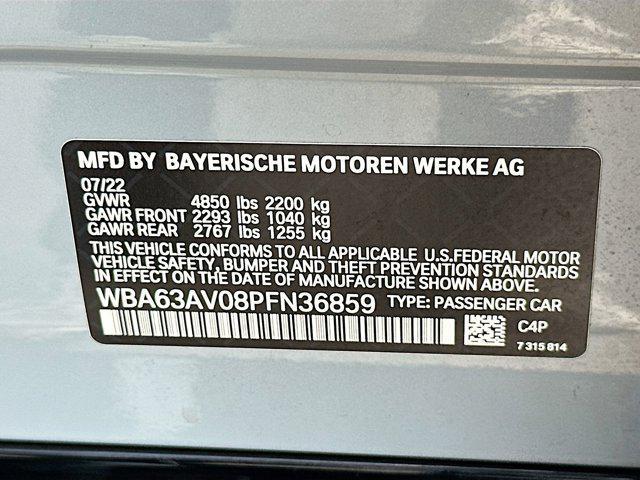 MFD BY BAYERISCHE MOTOREN WERKE AG
07/22
GVWR 4850 lbs 2200 kg
GAWR FRONT 2293 lbs 1040 kg
GAWR REAR 2767 lbs 1255 kg
THIS VEHICLE CONFORMS TO ALL APPLICABLE U.S.FEDERAL MOTOR
VEHICLE SAFETY, BUMPER AND THEFT PREVENTION STANDARDS
IN EFFECT ON THE DATE OF MANUFACTURE SHOWN ABOVE.
WBA63AV08PFN36859 TYPE: PASSENGER CAR
C4P
7 315 814